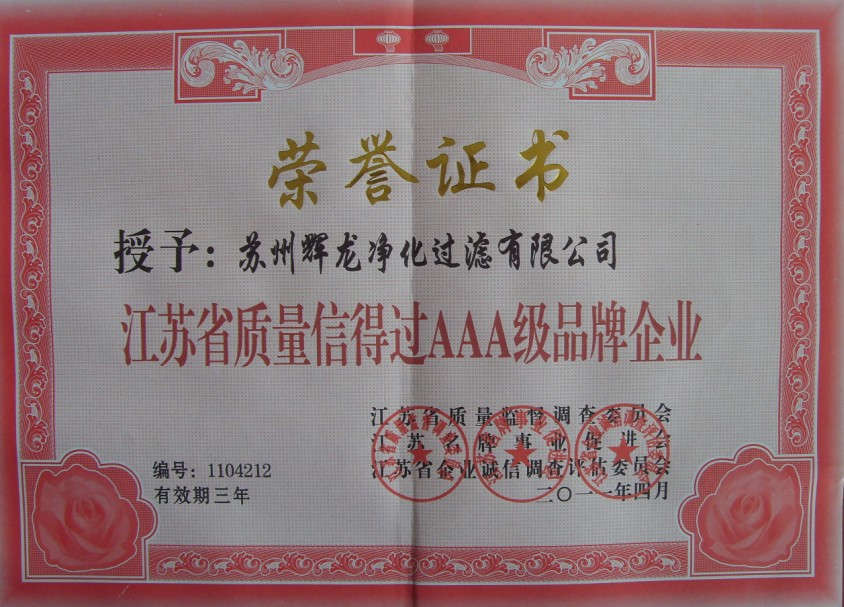 荣誉证书
授予：苏州辉龙净化过滤有限公司
江苏省质量信得过AAA级品牌企业
江苏省质量监督调查委员会
江苏名牌事业促进会
江苏省企业诚信调查评估委员会
二〇一一年四月
编号：1104212
有效期三年